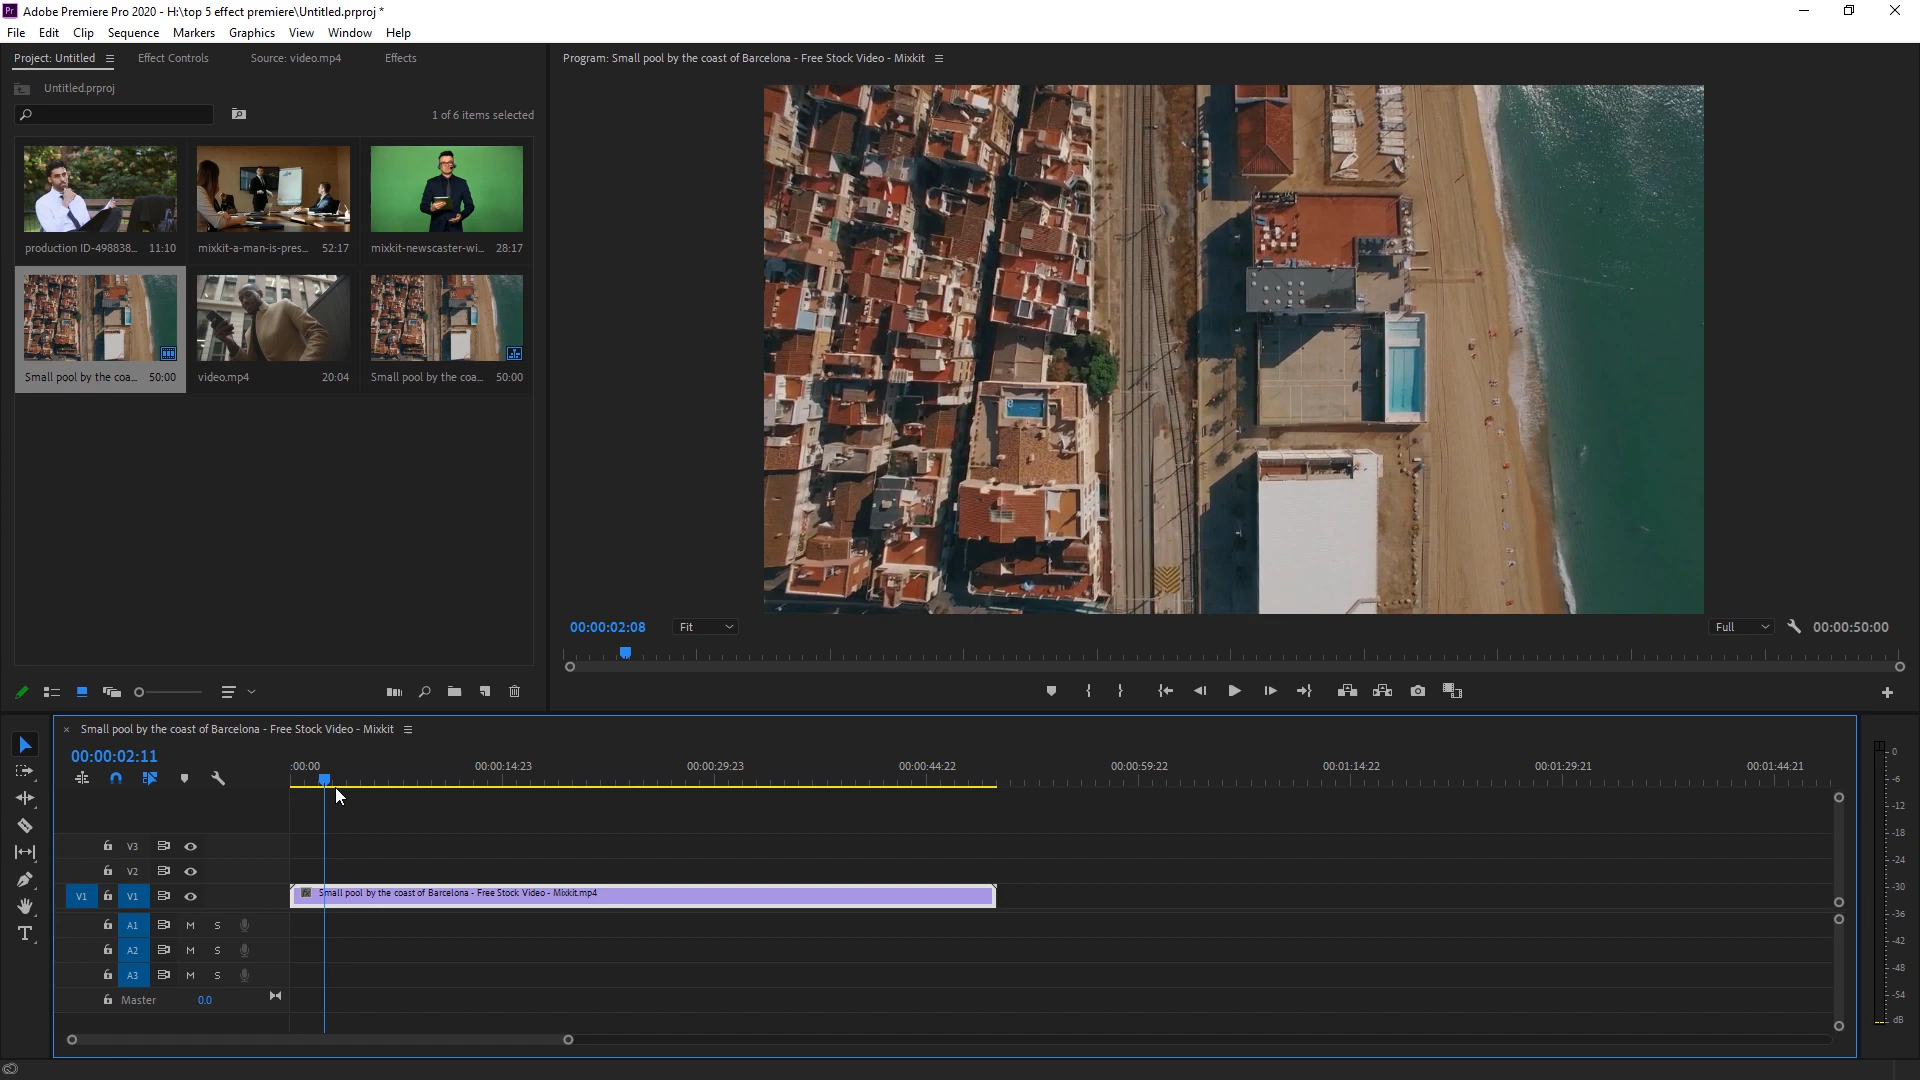 Adobe Premiere Pro 2020 - H:\top 5 effect premiere\Untitled.prproj *
File Edit Clip Sequence Markers Graphics View Window Help
Project: Untitled Effect Controls Source: video.mp4 Effects
Program: Small pool by the coast of Barcelona - Free Stock Video - Mixkit
Untitled.prproj
1 of 6 items selected
production ID-498838... 11:10
mixkit-a-man-is-pres... 52:17
mixkit-newscaster-wi... 28:17
Small pool by the coa... 50:00
video.mp4 20:04
Small pool by the coa... 50:00
00:00:02:08 Fit Full 00:00:50:00
Small pool by the coast of Barcelona - Free Stock Video - Mixkit
00:00:02:11
:00:00 00:00:14:23 00:00:29:23 00:00:44:22 00:00:59:22 00:01:14:22 00:01:29:21 00:01:44:21
V3
V2
V1 V1 fx Small pool by the coast of Barcelona - Free Stock Video - Mixkit.mp4
A1 M S
A2 M S
A3 M S
Master 0.0
0
-6
-12
-18
-24
-30
-36
-42
-48
-54
dB